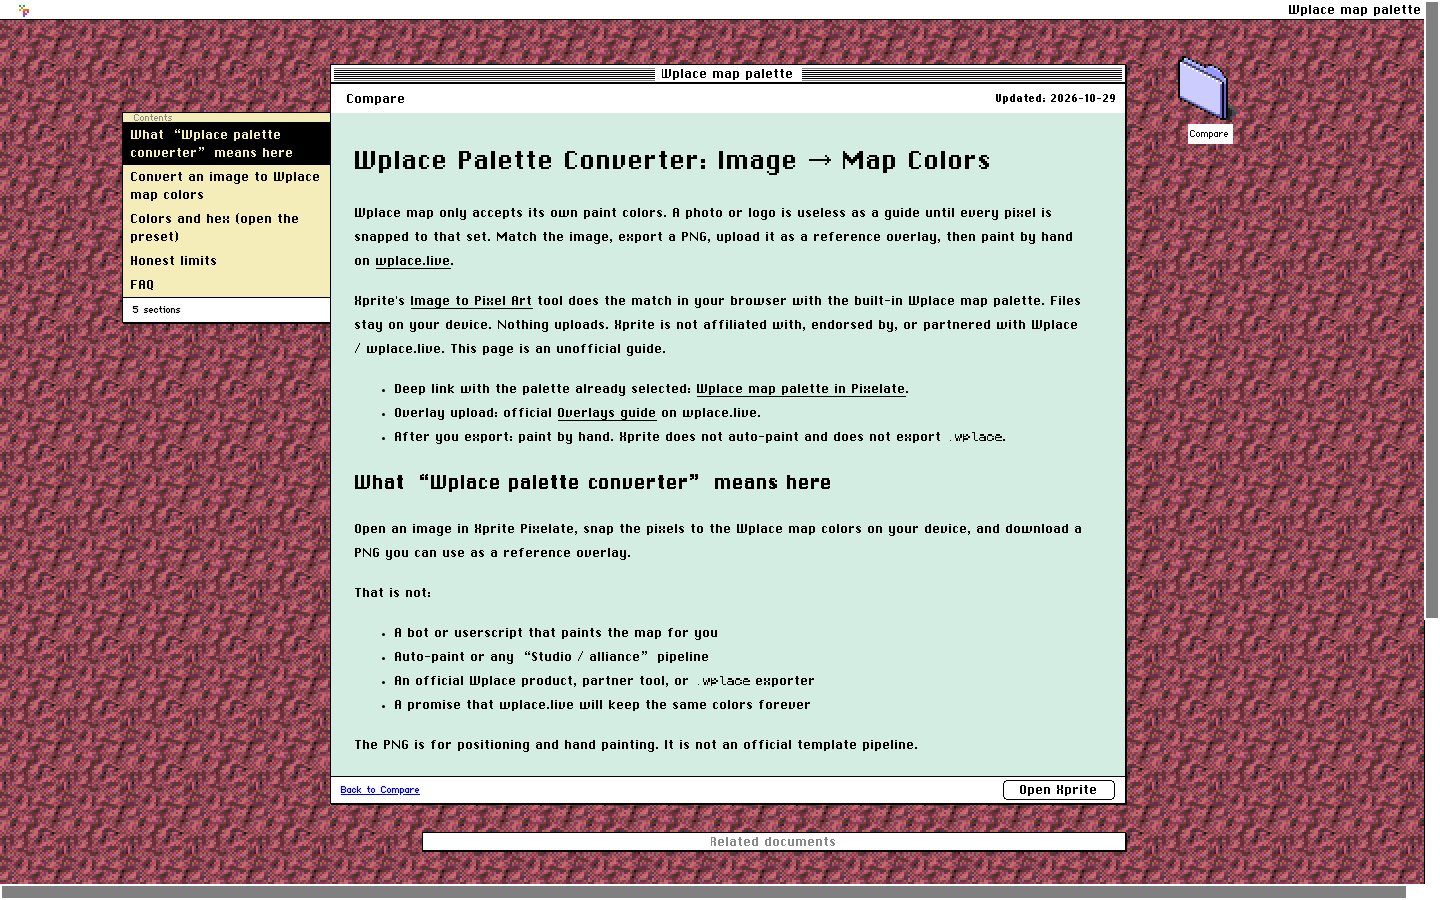 Wplace map palette
Wplace map palette
Compare
Updated: 2026-10-29
Contents
What “Wplace palette
converter” means here
Convert an image to Wplace
map colors
Colors and hex (open the
preset)
Honest limits
FAQ
5 sections
Wplace Palette Converter: Image → Map Colors
Wplace map only accepts its own paint colors. A photo or logo is useless as a guide until every pixel is
snapped to that set. Match the image, export a PNG, upload it as a reference overlay, then paint by hand
on wplace.live.
Xprite's Image to Pixel Art tool does the match in your browser with the built-in Wplace map palette. Files
stay on your device. Nothing uploads. Xprite is not affiliated with, endorsed by, or partnered with Wplace
/ wplace.live. This page is an unofficial guide.
• Deep link with the palette already selected: Wplace map palette in Pixelate.
• Overlay upload: official Overlays guide on wplace.live.
• After you export: paint by hand. Xprite does not auto-paint and does not export .wplace.
What “Wplace palette converter” means here
Open an image in Xprite Pixelate, snap the pixels to the Wplace map colors on your device, and download a
PNG you can use as a reference overlay.
That is not:
• A bot or userscript that paints the map for you
• Auto-paint or any “Studio / alliance” pipeline
• An official Wplace product, partner tool, or .wplace exporter
• A promise that wplace.live will keep the same colors forever
The PNG is for positioning and hand painting. It is not an official template pipeline.
Back to Compare
Open Xprite
Related documents
Compare